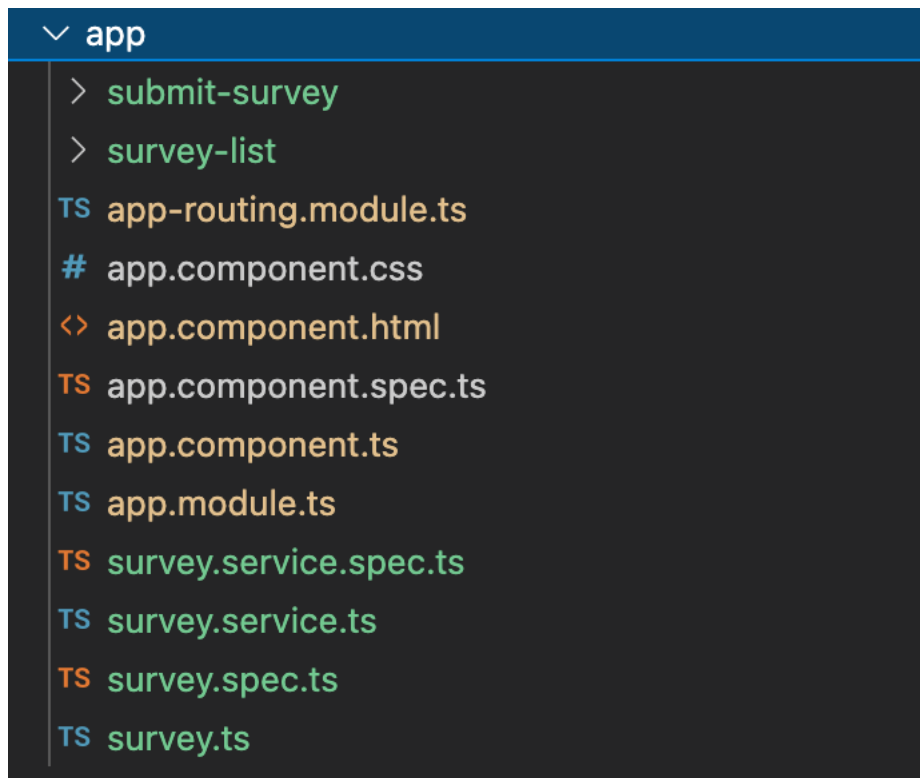 app
submit-survey
survey-list
TS app-routing.module.ts
# app.component.css
<> app.component.html
TS app.component.spec.ts
TS app.component.ts
TS app.module.ts
TS survey.service.spec.ts
TS survey.service.ts
TS survey.spec.ts
TS survey.ts